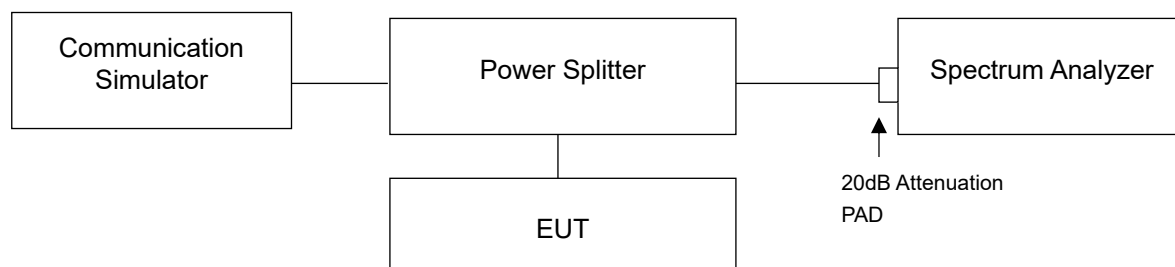 Communication
Simulator
Power Splitter
Spectrum Analyzer
20dB Attenuation
PAD
EUT